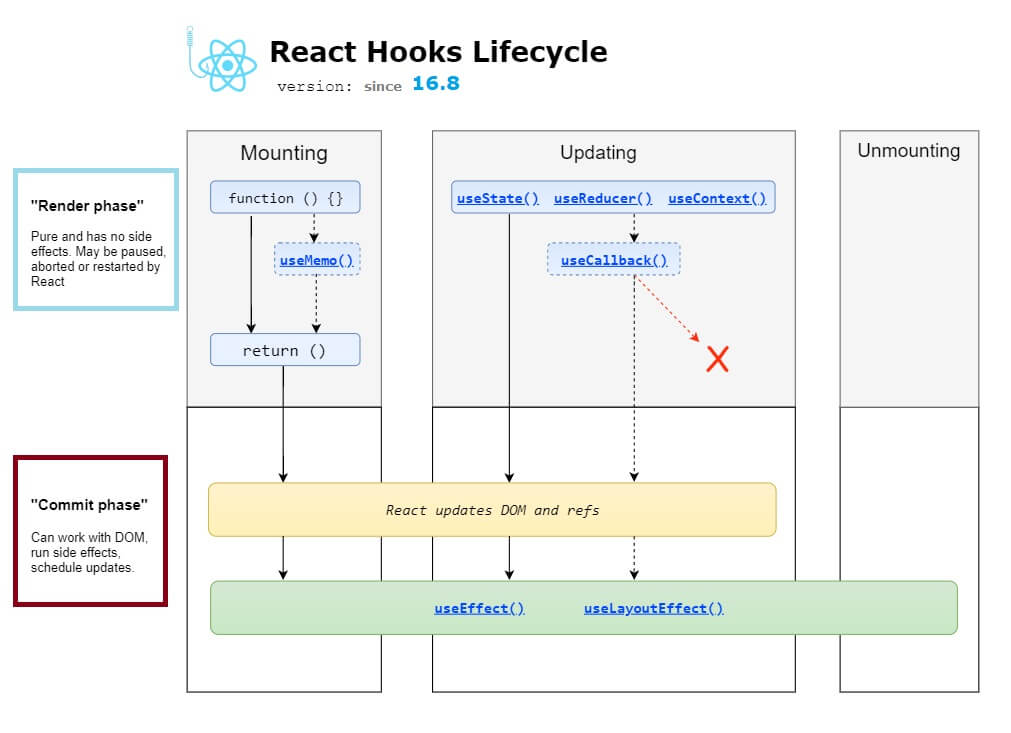 React Hooks Lifecycle
version: since 16.8
Mounting
Updating
Unmounting
"Render phase"
Pure and has no side
effects. May be paused,
aborted or restarted by
React
function () {}
useMemo()
return ()
useState() useReducer() useContext()
useCallback()
X
"Commit phase"
Can work with DOM,
run side effects,
schedule updates.
React updates DOM and refs
useEffect() useLayoutEffect()